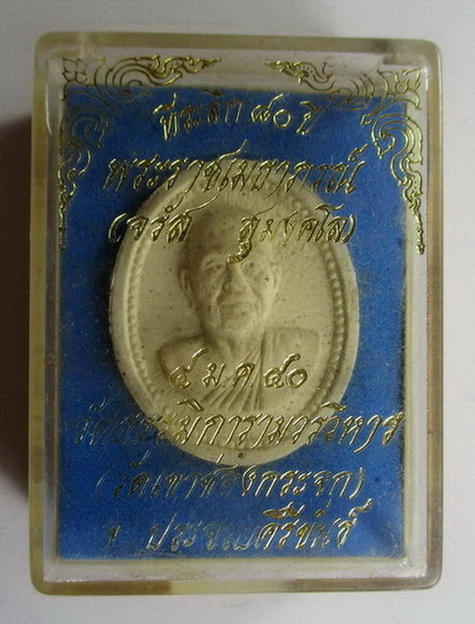 ที่ระลึก ๘๐ ปี
พระราชเมธาภรณ์
(จรัส สุมงฺคโล)
๔ ม.ค. ๔๐
วัดธรรมิการามวรวิหาร
(วัดเขาช่องกระจก)
จ. ประจวบคีรีขันธ์